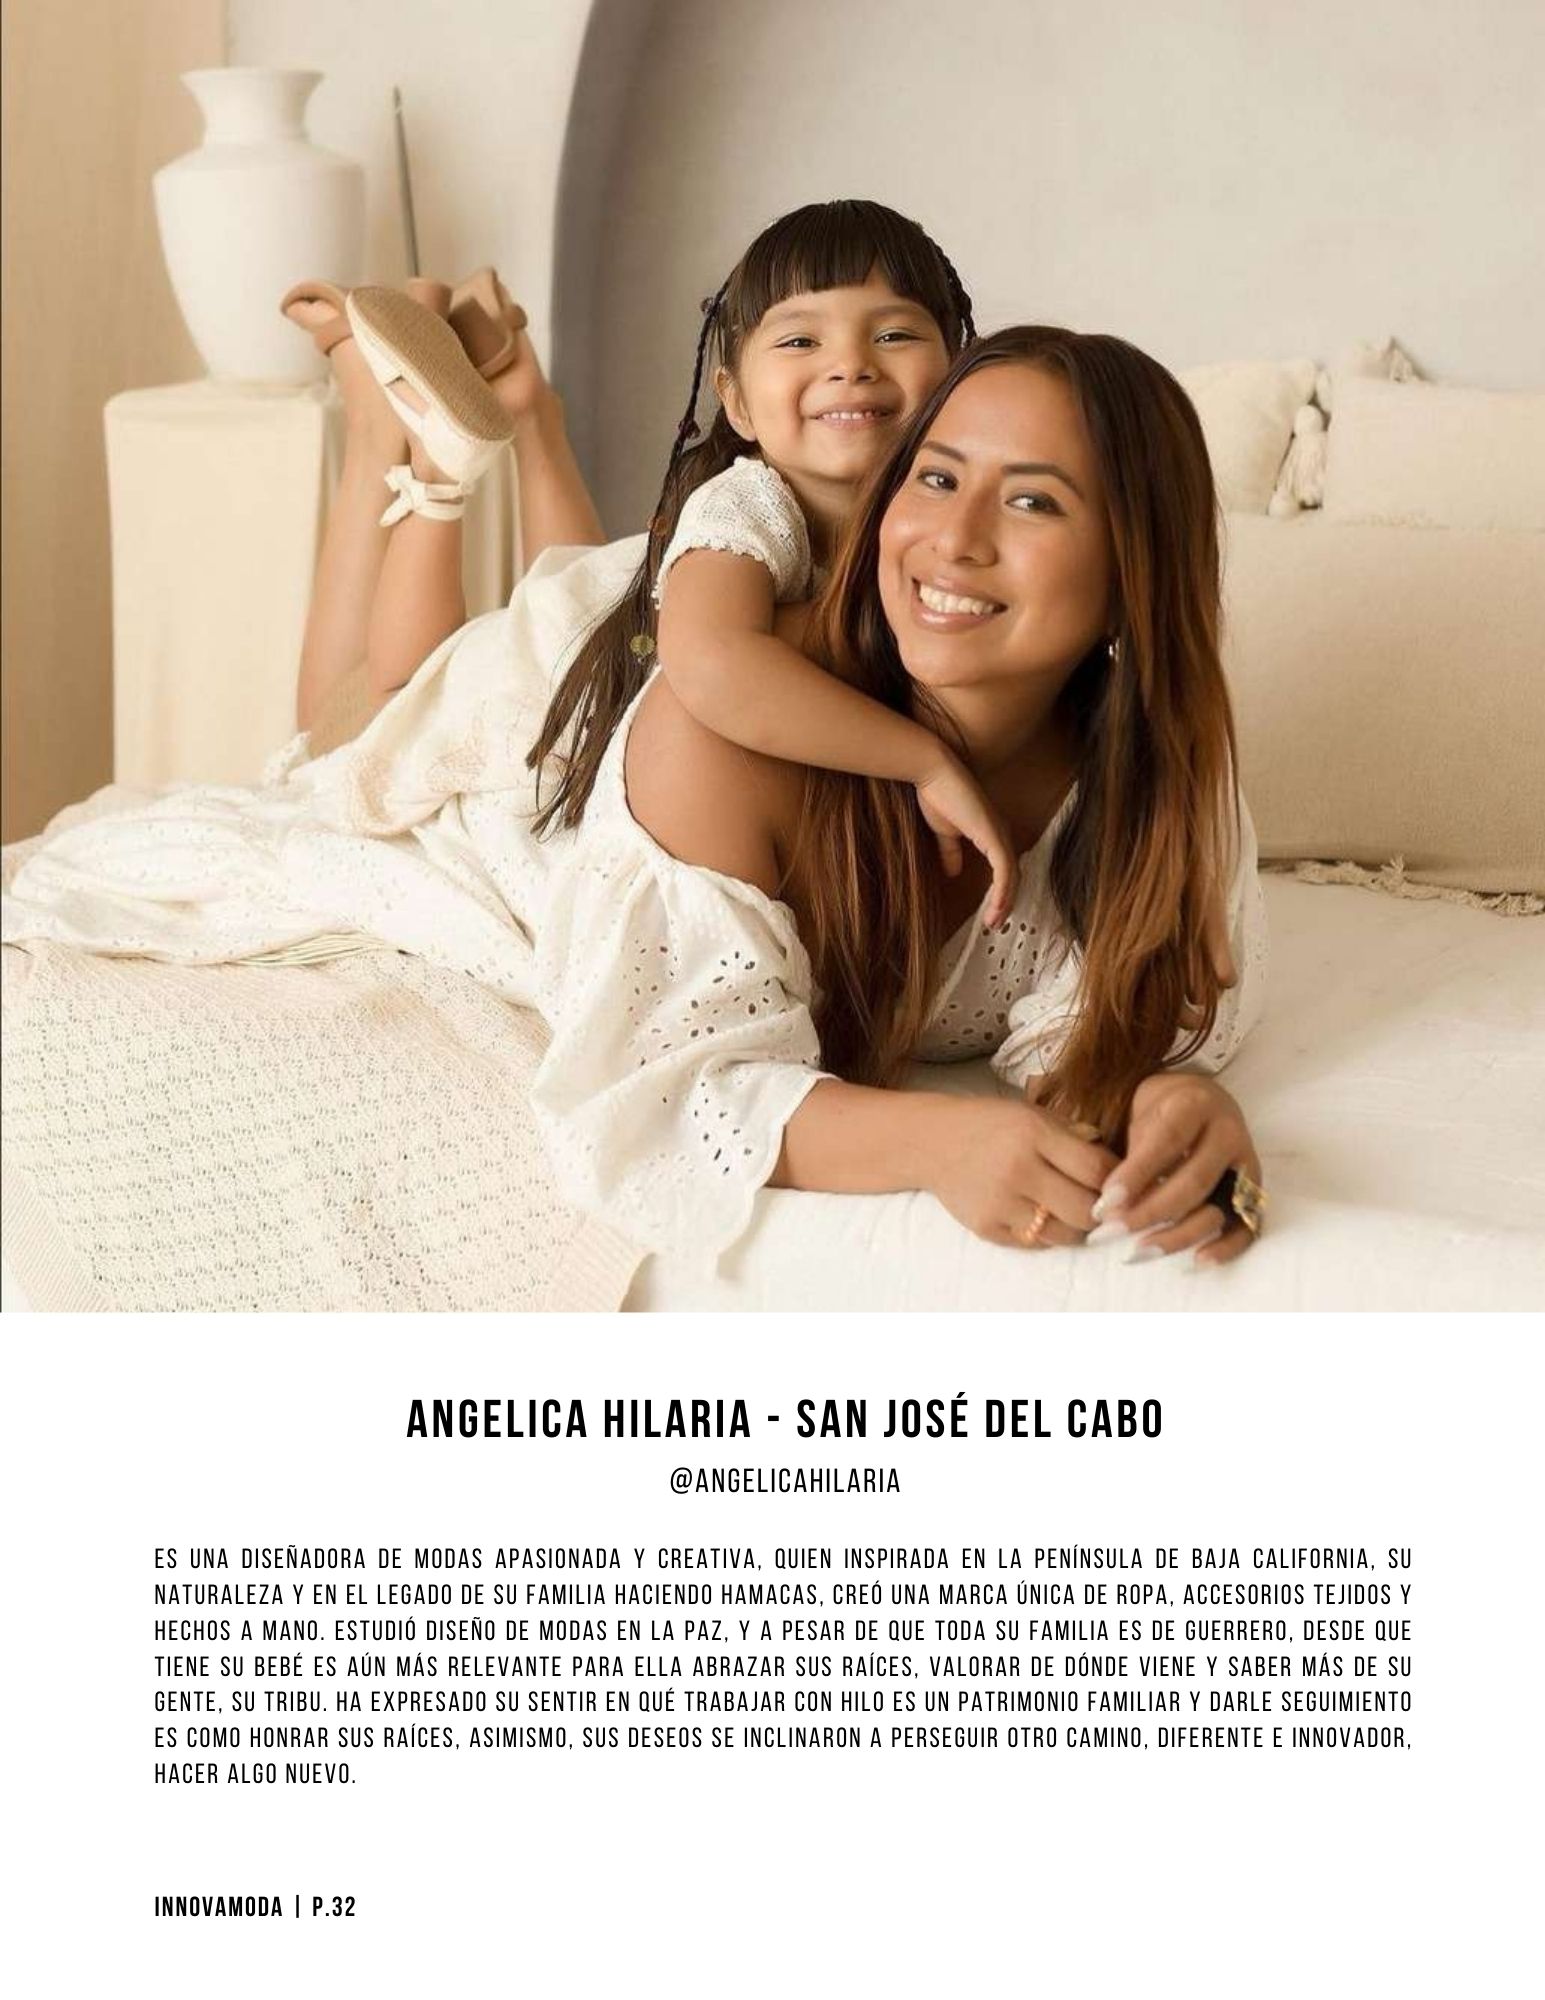 ANGELICA HILARIA - SAN JOSÉ DEL CABO
@ANGELICAHILARIA
ES UNA DISEÑADORA DE MODAS APASIONADA Y CREATIVA, QUIEN INSPIRADA EN LA PENÍNSULA DE BAJA CALIFORNIA, SU
NATURALEZA Y EN EL LEGADO DE SU FAMILIA HACIENDO HAMACAS, CREÓ UNA MARCA ÚNICA DE ROPA, ACCESORIOS TEJIDOS Y
HECHOS A MANO. ESTUDIÓ DISEÑO DE MODAS EN LA PAZ, Y A PESAR DE QUE TODA SU FAMILIA ES DE GUERRERO, DESDE QUE
TIENE SU BEBÉ ES AÚN MÁS RELEVANTE PARA ELLA ABRAZAR SUS RAÍCES, VALORAR DE DÓNDE VIENE Y SABER MÁS DE SU
GENTE, SU TRIBU. HA EXPRESADO SU SENTIR EN QUÉ TRABAJAR CON HILO ES UN PATRIMONIO FAMILIAR Y DARLE SEGUIMIENTO
ES COMO HONRAR SUS RAÍCES, ASIMISMO, SUS DESEOS SE INCLINARON A PERSEGUIR OTRO CAMINO, DIFERENTE E INNOVADOR,
HACER ALGO NUEVO.
INNOVAMODA | P.32